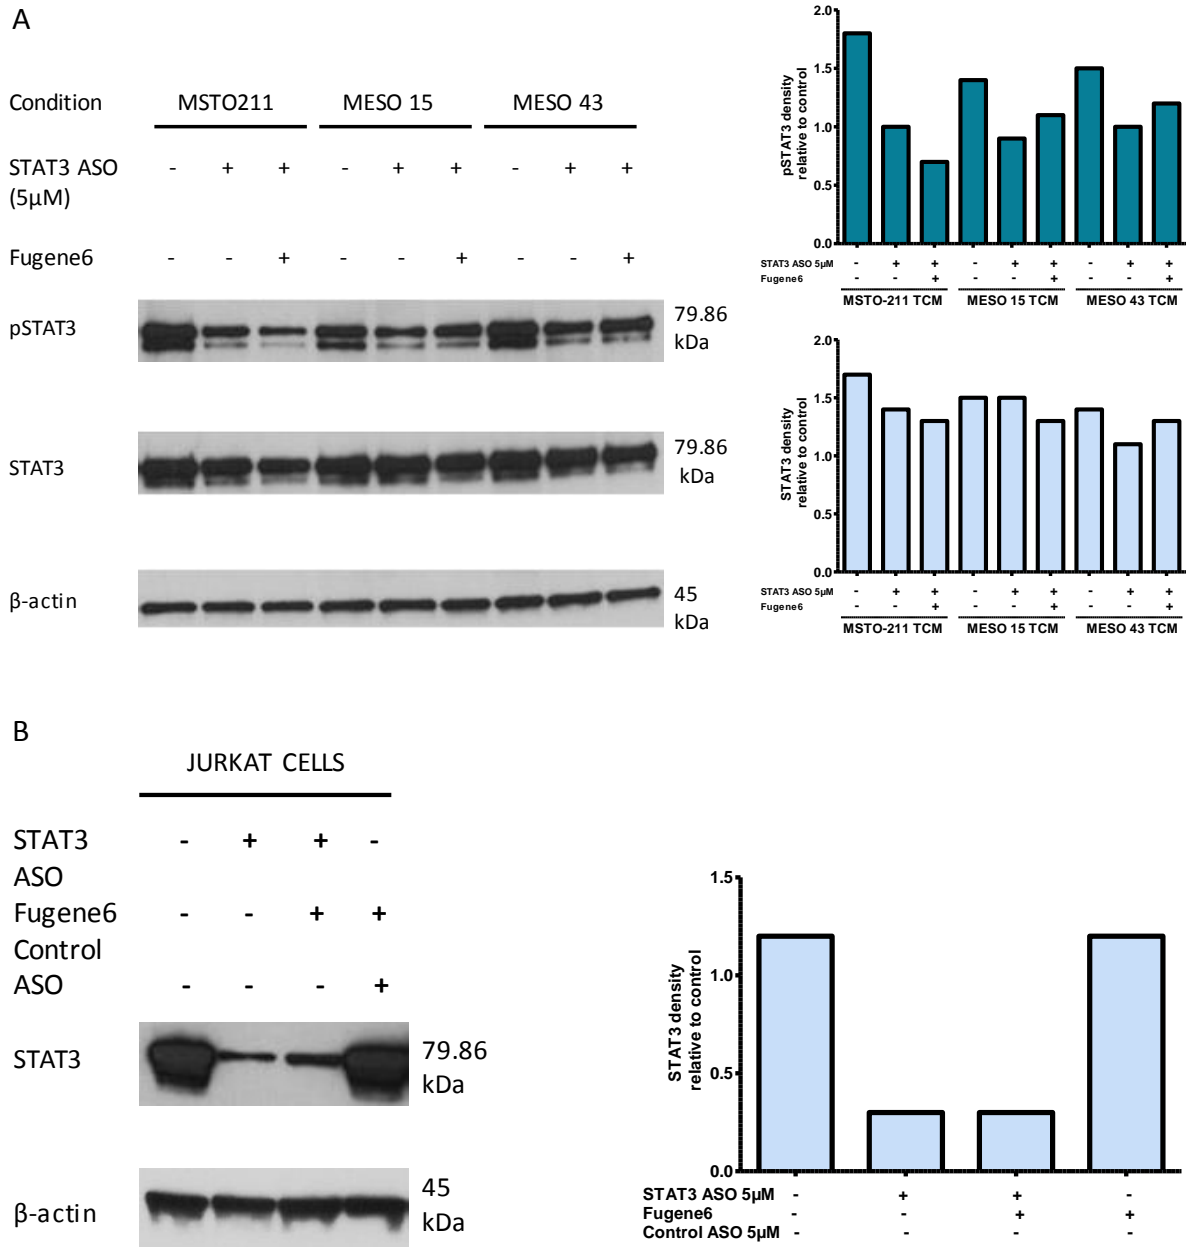 A
Condition MSTO211 MESO 15 MESO 43
STAT3 ASO - + + - + + - + +
(5µM)
Fugene6 - - + - - + - - +
pSTAT3 79.86
kDa
STAT3 79.86
kDa
β-actin 45
kDa
pSTAT3 density
relative to control
2.0
1.5
1.0
0.5
0.0
STAT3 ASO 5µM - + + - + + - + +
Fugene6 - - + - - + - - +
MSTO-211 TCM MESO 15 TCM MESO 43 TCM
STAT3 density
relative to control
2.0
1.5
1.0
0.5
0.0
STAT3 ASO 5µM - + + - + + - + +
Fugene6 - - + - - + - - +
MSTO-211 TCM MESO 15 TCM MESO 43 TCM
B
JURKAT CELLS
STAT3 - + + -
ASO
Fugene6 - - + +
Control
ASO - - - +
STAT3 79.86
kDa
β-actin 45
kDa
STAT3 density
relative to control
1.5
1.0
0.5
0.0
STAT3 ASO 5µM - + + -
Fugene6 - - + +
Control ASO 5µM - - - -